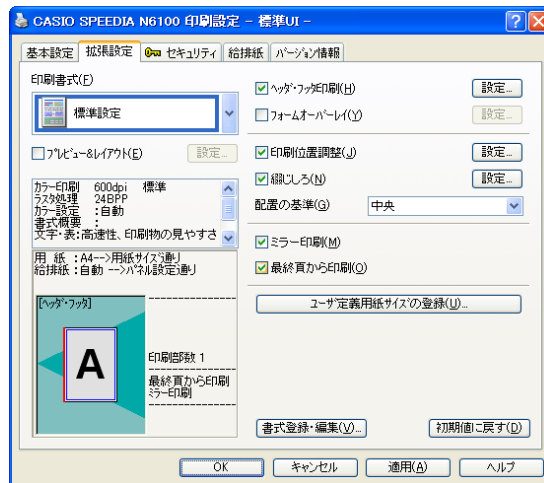 CASIO SPEEDIA N6100 印刷設定 - 標準UI -
基本設定 拡張設定 セキュリティ 給排紙 バージョン情報
印刷書式(F)
標準設定
プレビュー&レイアウト(E) 設定...
カラー印刷 600dpi 標準
ラスタ処理 24BPP
カラー設定 :自動
書式概要 :
文字・表:高速性、印刷物の見やすさ
用 紙 :A4-->用紙サイズ通り
給排紙:自動 -->パネル設定通り
[ヘッダ・フッタ]
A
印刷部数 1
最終頁から印刷
ミラー印刷
ヘッダ・フッタ印刷(H) 設定...
フォームオーバーレイ(Y) 設定...
印刷位置調整(J) 設定...
綴じしろ(N) 設定...
配置の基準(G) 中央
ミラー印刷(M)
最終頁から印刷(O)
ユーザ定義用紙サイズの登録(U)...
書式登録・編集(V)... 初期値に戻す(D)
OK キャンセル 適用(A) ヘルプ